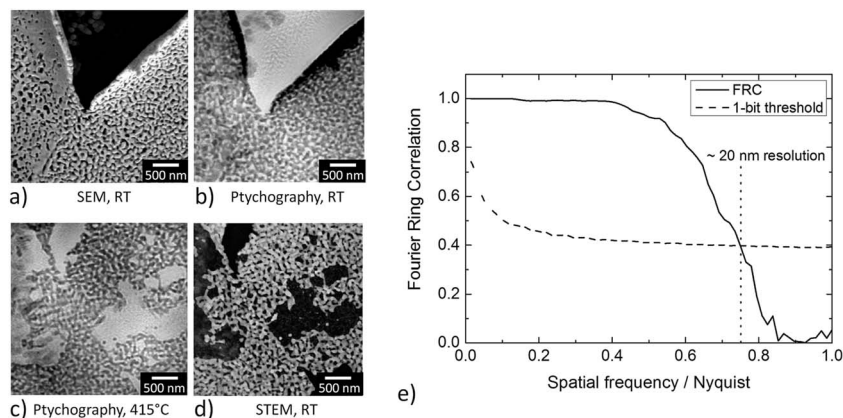 500 nm
500 nm
a)
SEM, RT
b)
Ptychography, RT
500 nm
500 nm
c)
Ptychography, 415°C
d)
STEM, RT
e)
Fourier Ring Correlation
1.0
0.8
0.6
0.4
0.2
0.0
FRC
1-bit threshold
~ 20 nm resolution
0.0
0.2
0.4
0.6
0.8
1.0
Spatial frequency / Nyquist